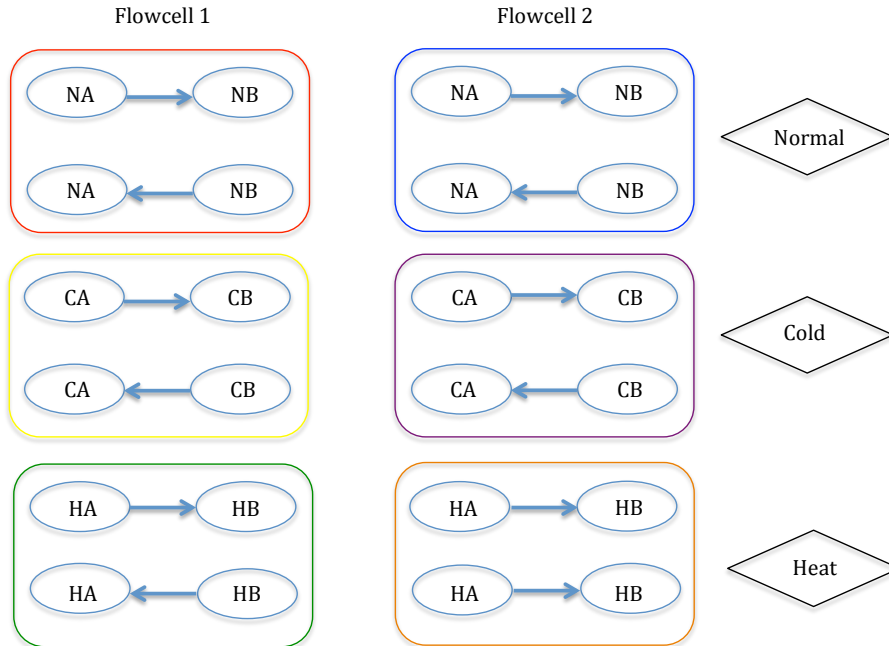 Flowcell 1 Flowcell 2
NA NB NA NB
Normal
NA NB NA NB
CA CB CA CB
Cold
CA CB CA CB
HA HB HA HB
Heat
HA HB HA HB